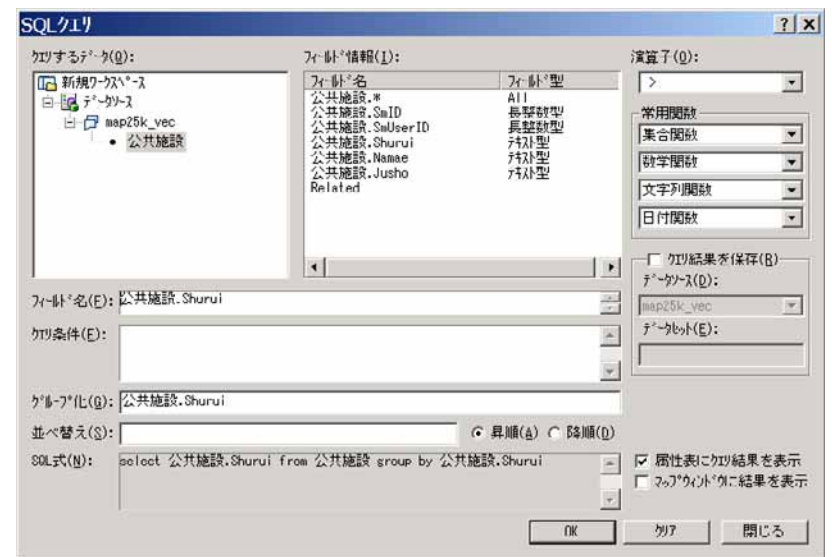 SQLｸｴﾘ
ｸｴﾘするﾃﾞｰﾀ(Q):
新規ﾜｰｸｽﾍﾟｰｽ
ﾃﾞｰﾀｿｰｽ
map25k_vec
公共施設
ﾌｨｰﾙﾄﾞ情報(I):
ﾌｨｰﾙﾄﾞ名 ﾌｨｰﾙﾄﾞ型
公共施設.* All
公共施設.SmID 長整数型
公共施設.SmUserID 長整数型
公共施設.Shurui ﾃｷｽﾄ型
公共施設.Namae ﾃｷｽﾄ型
公共施設.Jusho ﾃｷｽﾄ型
Related
演算子(O):
>
常用関数
集合関数
数学関数
文字列関数
日付関数
ｸｴﾘ結果を保存(R)
ﾃﾞｰﾀｿｰｽ(D):
map25k_vec
ﾃﾞｰﾀｾｯﾄ(E):
ﾌｨｰﾙﾄﾞ名(F): 公共施設.Shurui
ｸｴﾘ条件(E):
ｸﾞﾙｰﾌﾟ化(G): 公共施設.Shurui
並べ替え(S): 昇順(A) 降順(D)
SQL式(N): select 公共施設.Shurui from 公共施設 group by 公共施設.Shurui
属性表にｸｴﾘ結果を表示
ﾏｯﾌﾟｳｨﾝﾄﾞｳに結果を表示
OK ｸﾘｱ 閉じる